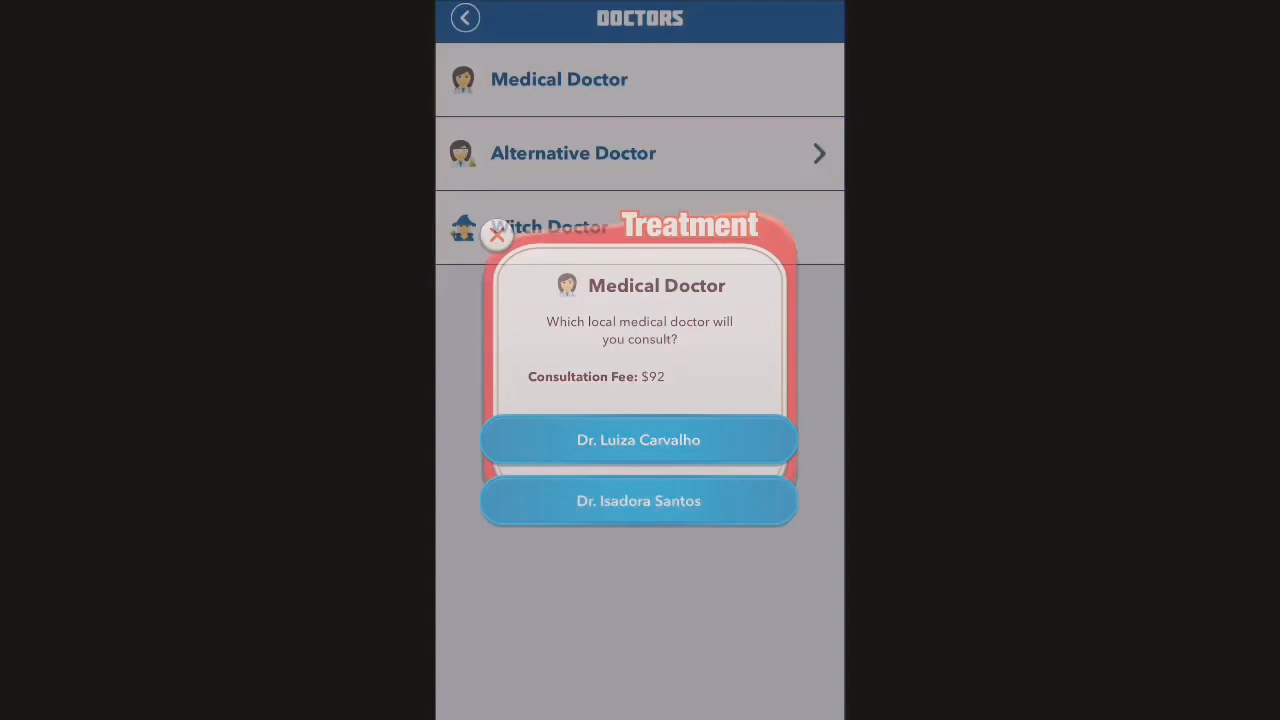 DOCTORS
Medical Doctor
Alternative Doctor
Witch Doctor
Treatment
Medical Doctor
Which local medical doctor will
you consult?
Consultation Fee: $92
Dr. Luiza Carvalho
Dr. Isadora Santos